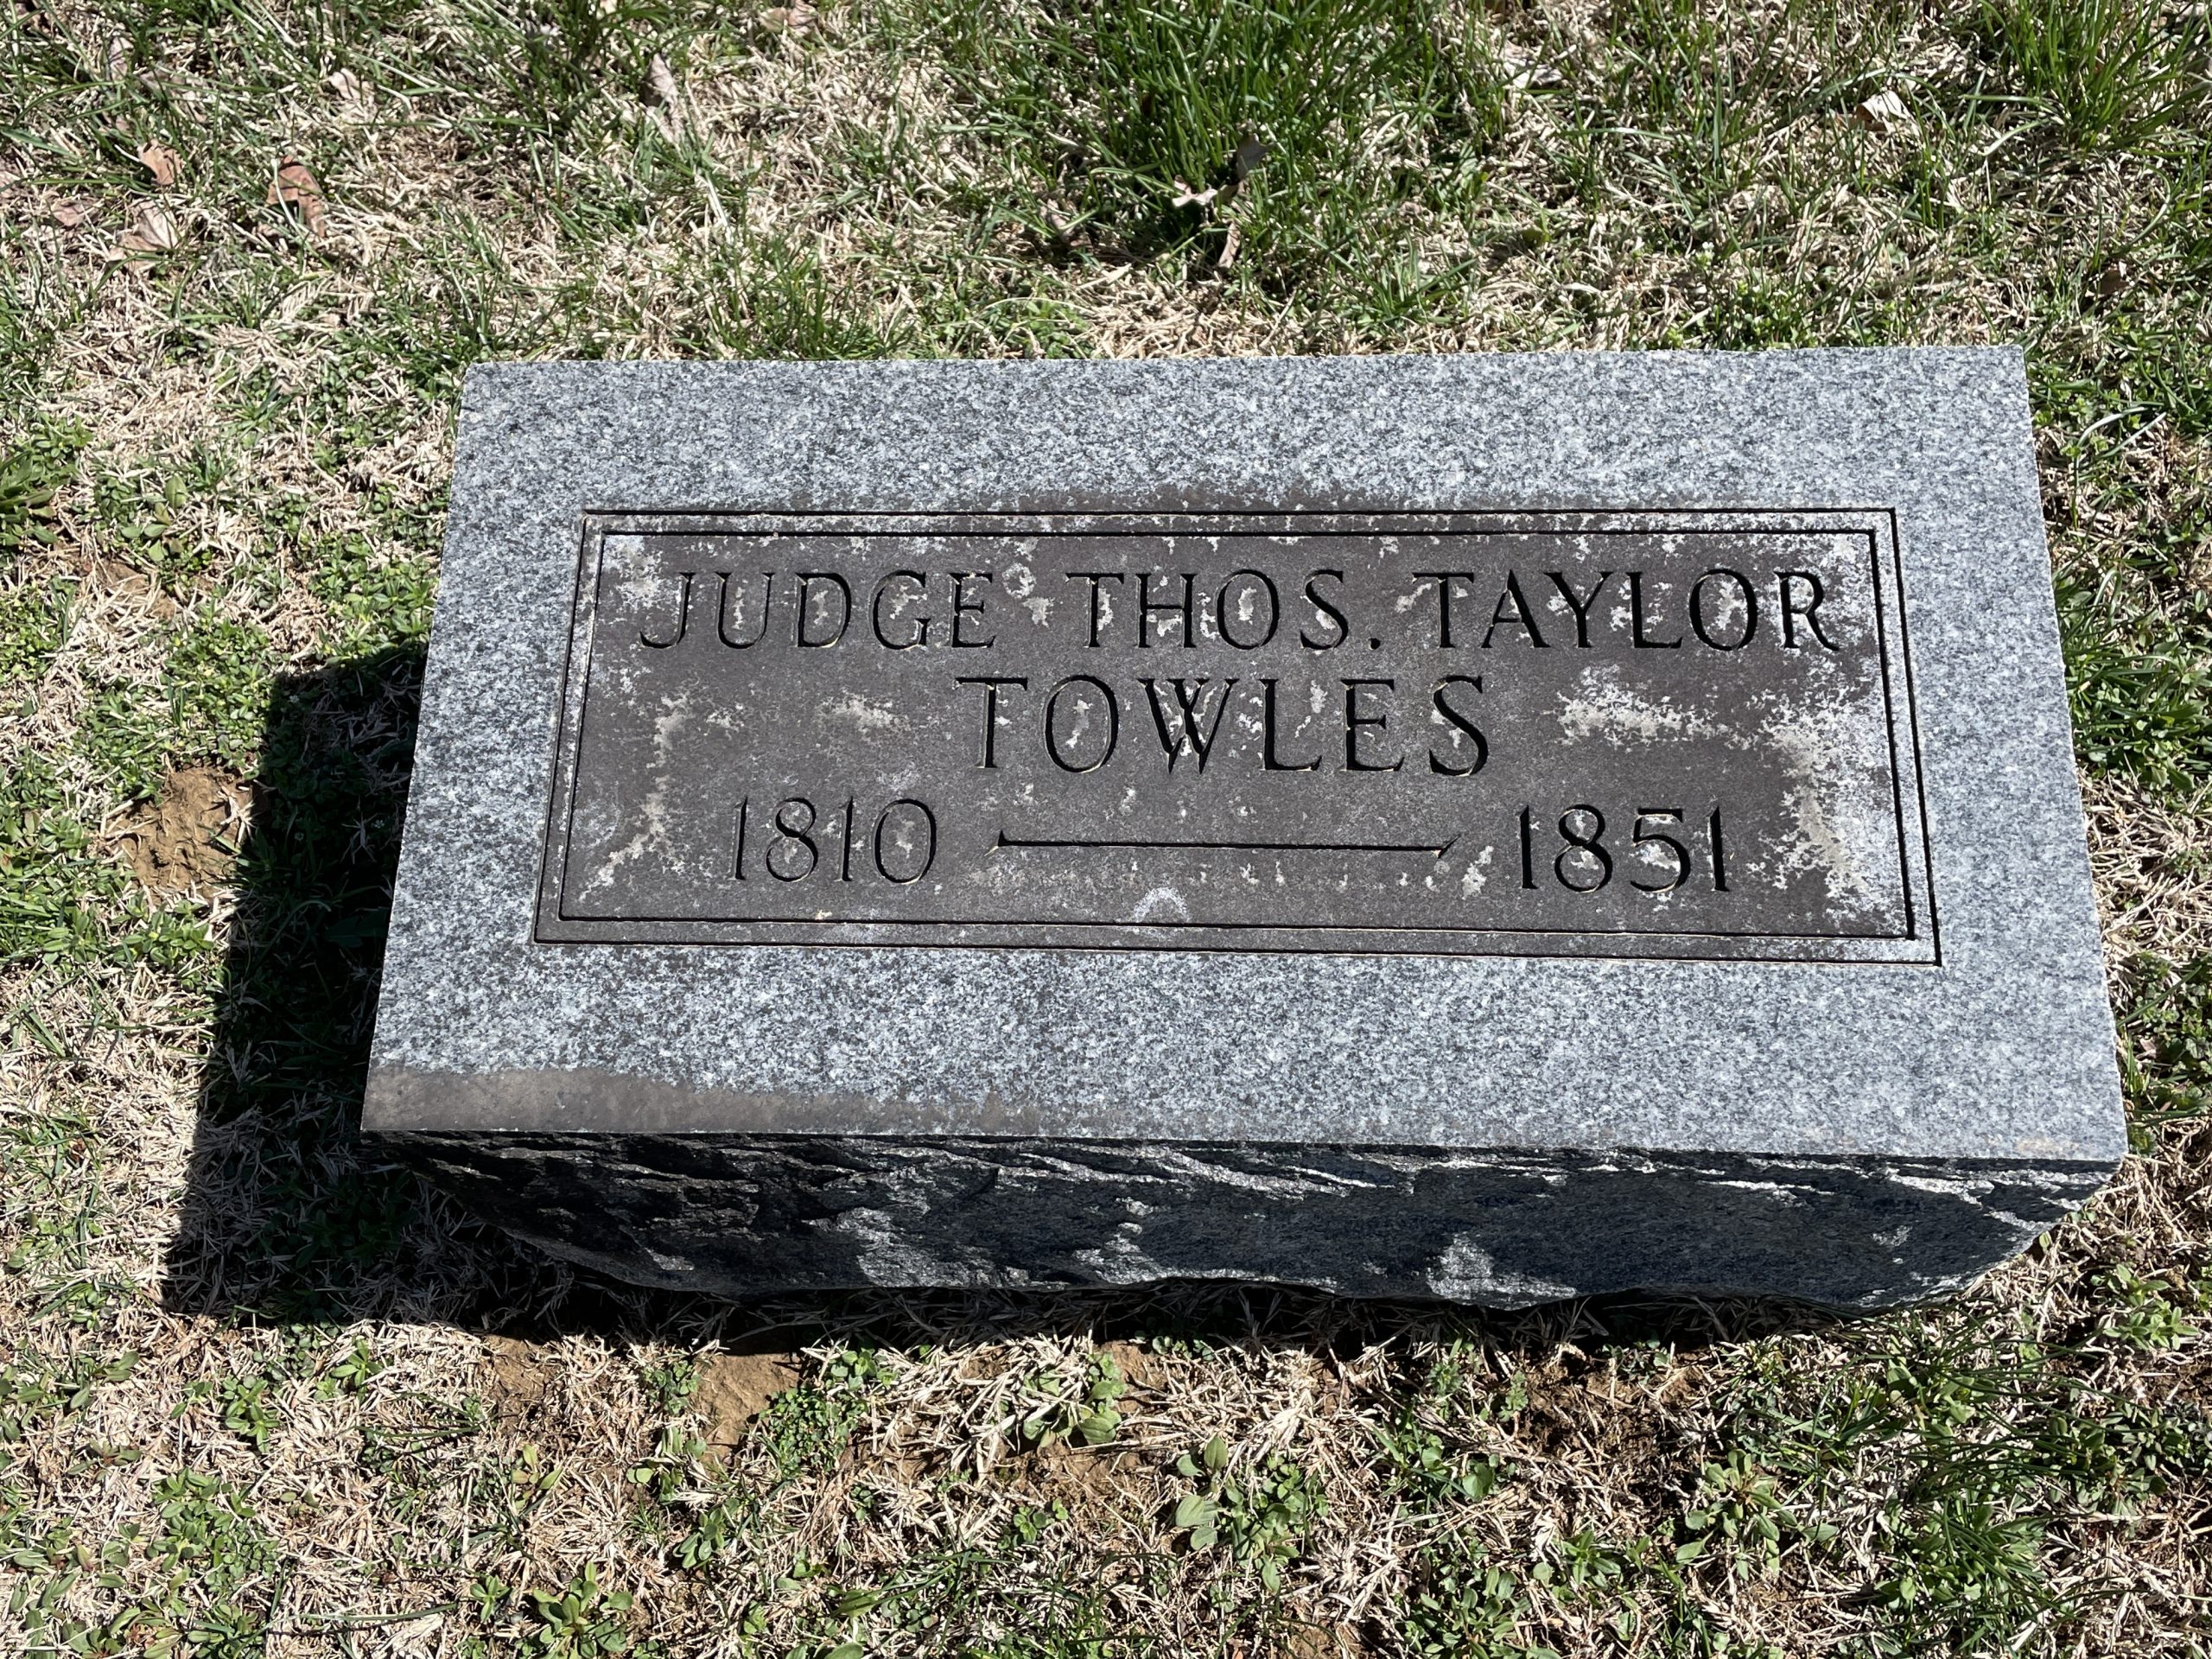 JUDGE THOS. TAYLOR
TOWLES
1810 — 1851